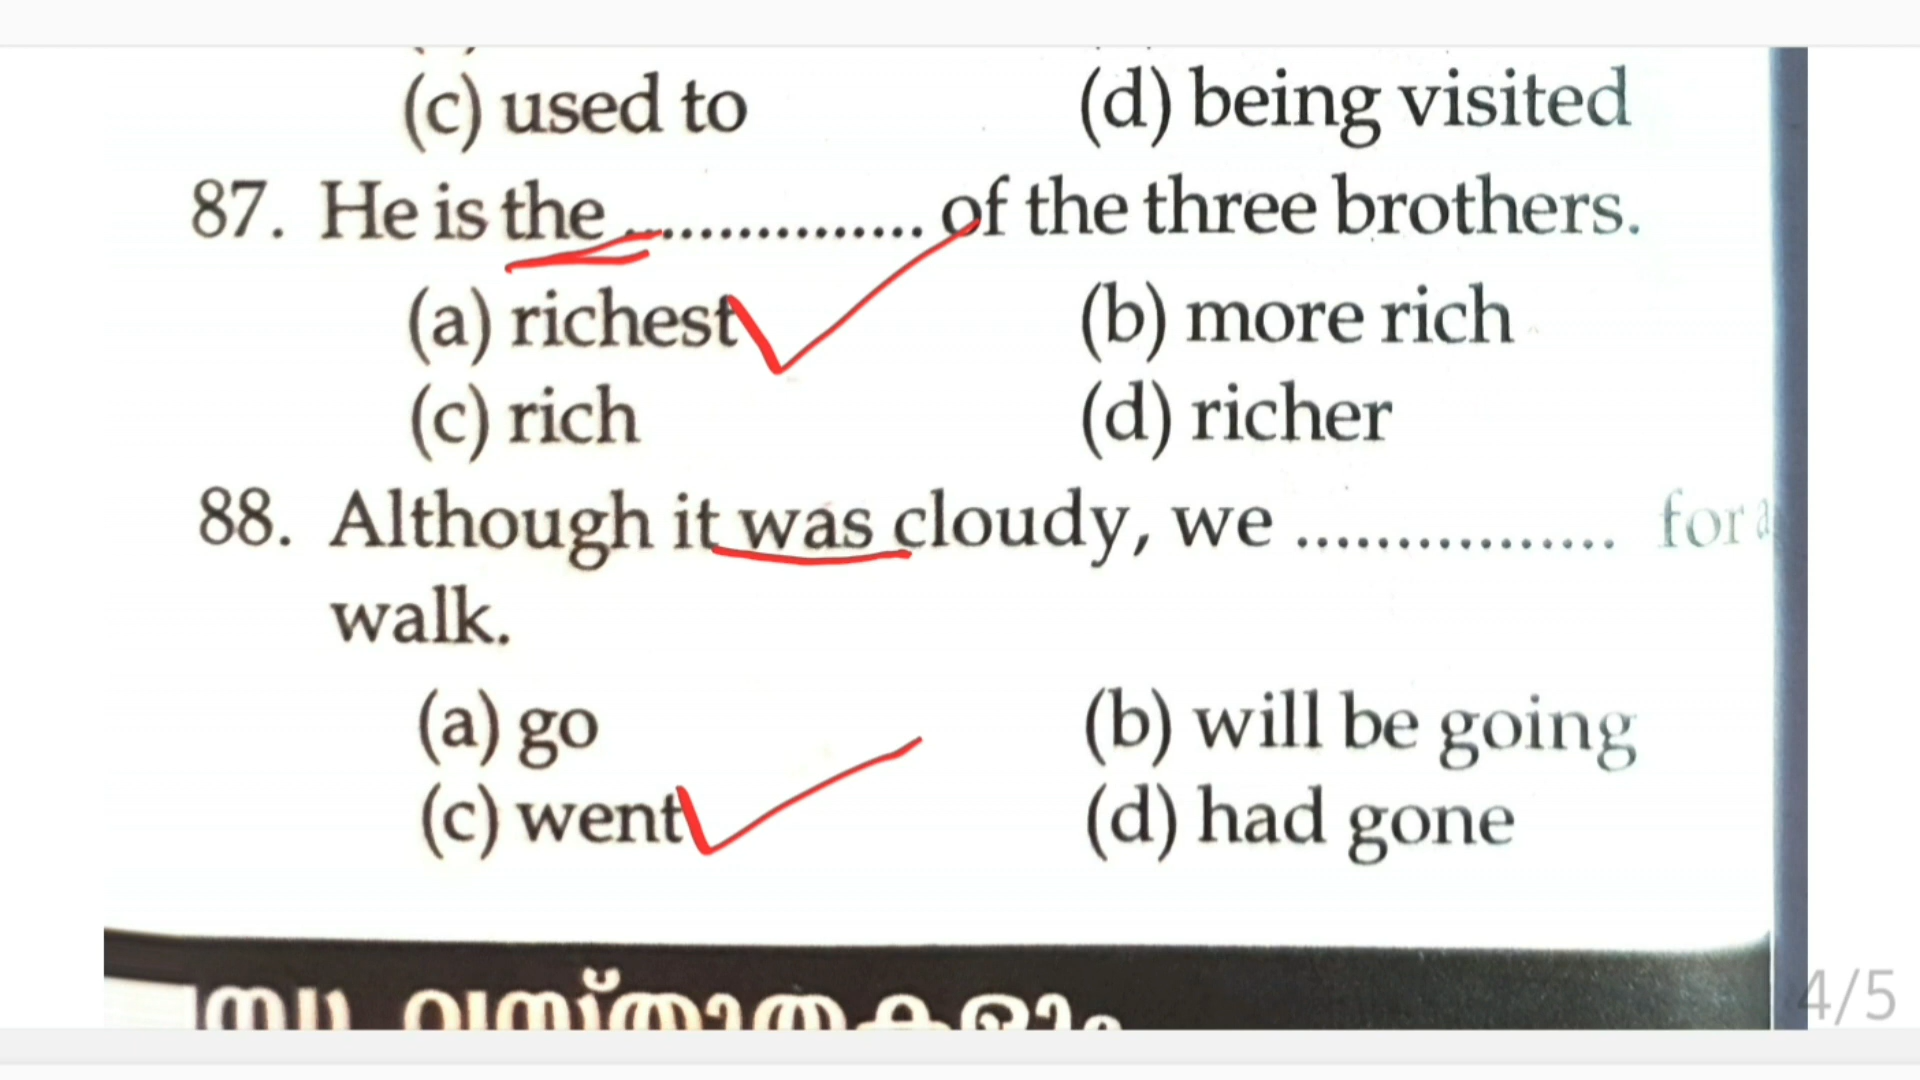 (c) used to (d) being visited
87. He is the ............... of the three brothers.
(a) richest (b) more rich
(c) rich (d) richer
88. Although it was cloudy, we ................ for a
walk.
(a) go (b) will be going
(c) went (d) had gone
4/5